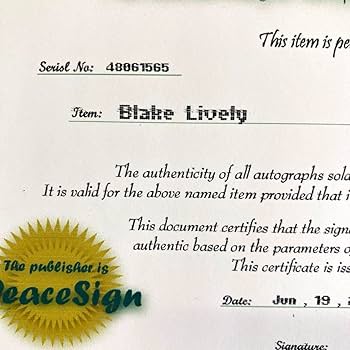 This item is pe
Serisl No: 48061565
Item: Blake Lively
The authenticity of all autographs sold
It is valid for the above named item provided that i
This document certifies that the signa
authentic based on the parameters o
This certificate is iss
The publisher is
PeaceSign
Date: Jun , 19 ,
Signature: